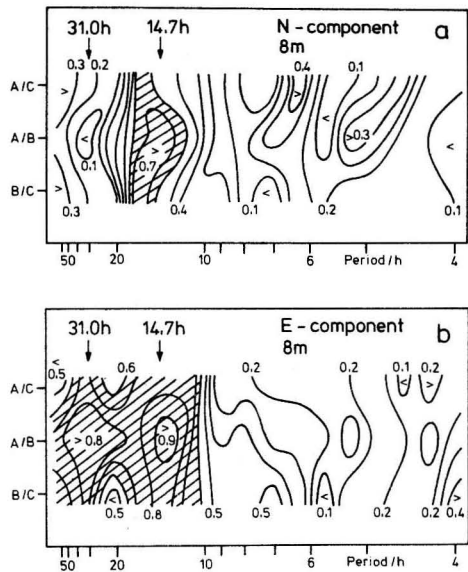 31.0h 14.7h N - component a
8m
0.3 0.2 0.4 0.1
A/C > >
A/B < > < > 0.3 <
0.1 0.7
B/C > <
0.3 0.4 0.1 0.2 0.1
50 20 10 6 Period/h 4
31.0h 14.7h E - component b
8m
< 0.5 0.6 0.2 0.2 0.1 0.2
A/C < >
A/B > 0.8 > 0.9
B/C < >
0.5 0.8 0.5 0.5 0.1 0.2 0.2 0.4
50 20 10 6 Period/h 4